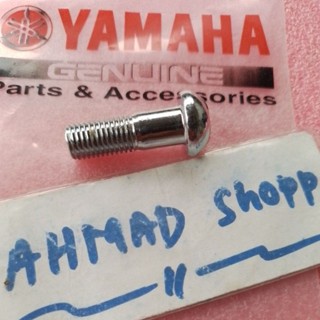 YAMAHA
GENUINE
Parts & Accessories
AHMAD Shopp